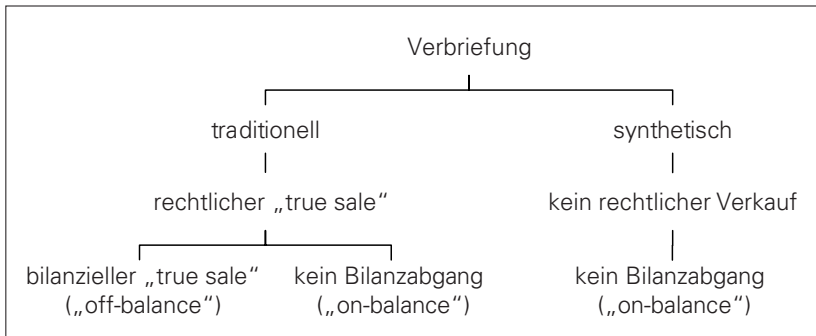 Verbriefung
traditionell synthetisch
rechtlicher „true sale“ kein rechtlicher Verkauf
bilanzieller „true sale“ kein Bilanzabgang kein Bilanzabgang
(„off-balance“) („on-balance“) („on-balance“)